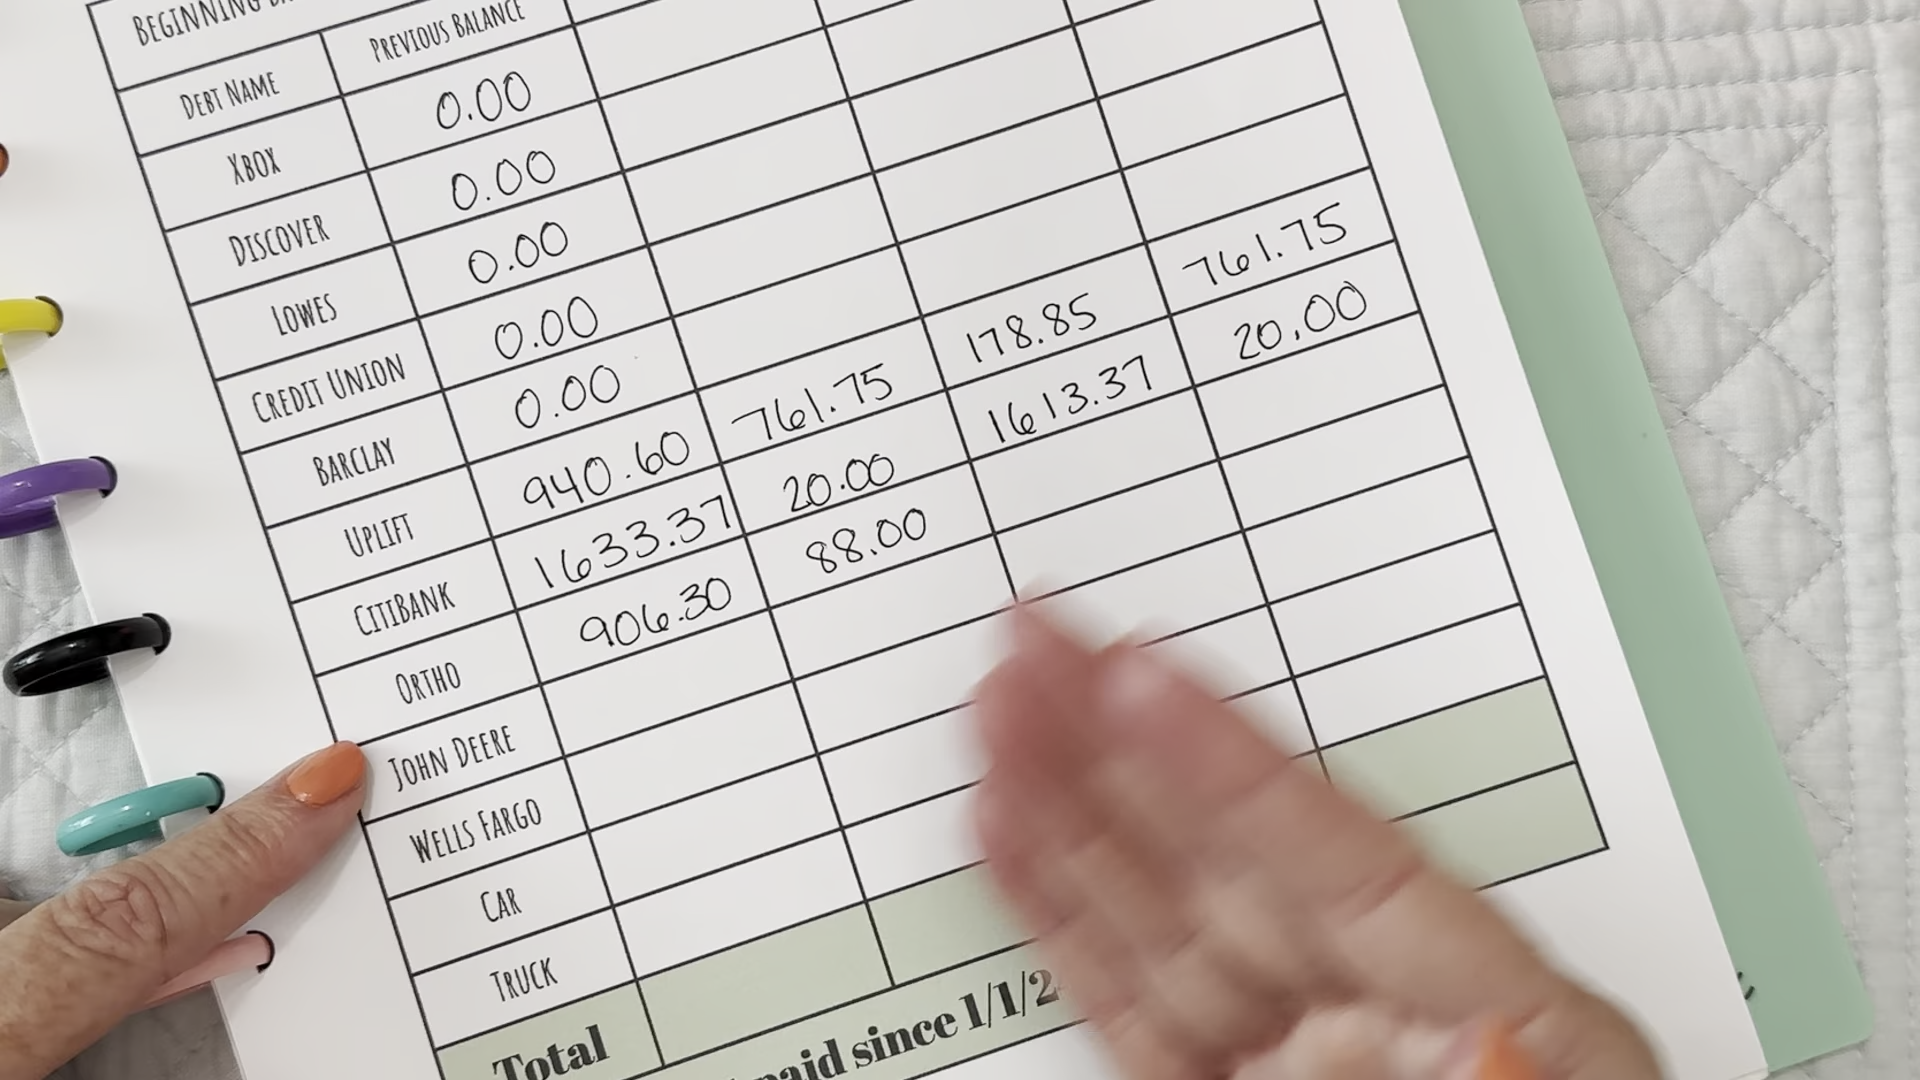 BEGINNING
DEBT NAME PREVIOUS BALANCE
XBOX 0.00
DISCOVER 0.00
LOWES 0.00
CREDIT UNION 0.00
BARCLAY 0.00
UPLIFT 940.60 761.75 178.85 761.75
CITIBANK 1633.37 20.00 1613.37 20.00
ORTHO 906.30 88.00
JOHN DEERE
WELLS FARGO
CAR
TRUCK
Total
paid since 1/1/2